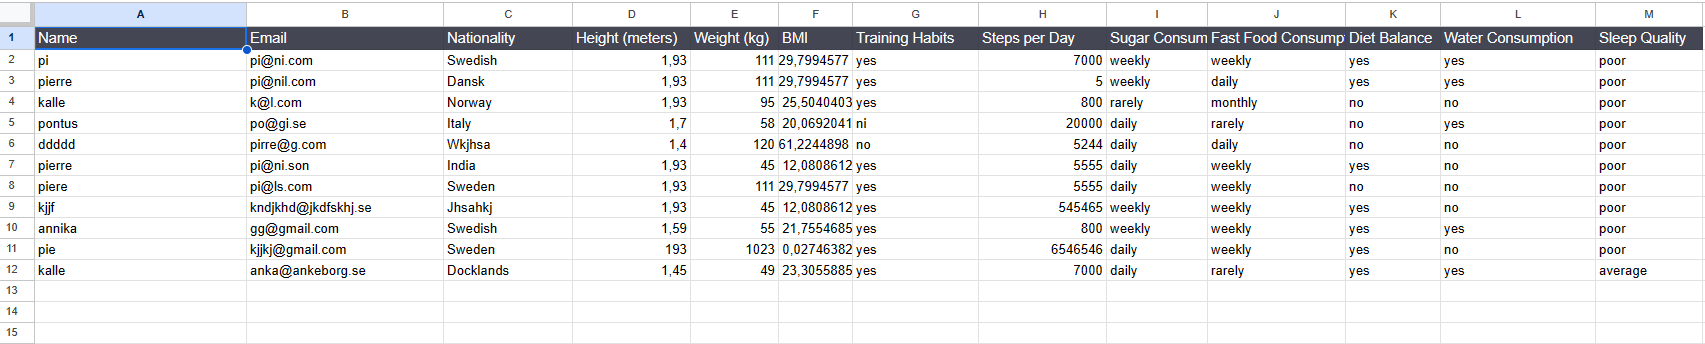 A B C D E F G H I J K L M
1 Name Email Nationality Height (meters) Weight (kg) BMI Training Habits Steps per Day Sugar Consum Fast Food Consump Diet Balance Water Consumption Sleep Quality
2 pi pi@ni.com Swedish 1,93 111 29,7994577 yes 7000 weekly weekly yes yes poor
3 pierre pi@nil.com Dansk 1,93 111 29,7994577 yes 5 weekly daily yes yes poor
4 kalle k@l.com Norway 1,93 95 25,5040403 yes 800 rarely monthly no no poor
5 pontus po@gi.se Italy 1,7 58 20,0692041 ni 20000 daily rarely no yes poor
6 ddddd pirre@g.com Wkjhsa 1,4 120 61,2244898 no 5244 daily daily no no poor
7 pierre pi@ni.son India 1,93 45 12,0808612 yes 5555 daily weekly yes no poor
8 piere pi@ls.com Sweden 1,93 111 29,7994577 yes 5555 daily weekly no no poor
9 kjjf kndjkhd@jkdfskhj.se Jhsahkj 1,93 45 12,0808612 yes 545465 weekly weekly yes no poor
10 annika gg@gmail.com Swedish 1,59 55 21,7554685 yes 800 weekly weekly yes yes poor
11 pie kjjkj@gmail.com Sweden 193 1023 0,02746382 yes 6546546 daily weekly yes no poor
12 kalle anka@ankeborg.se Docklands 1,45 49 23,3055885 yes 7000 daily rarely yes yes average
13
14
15